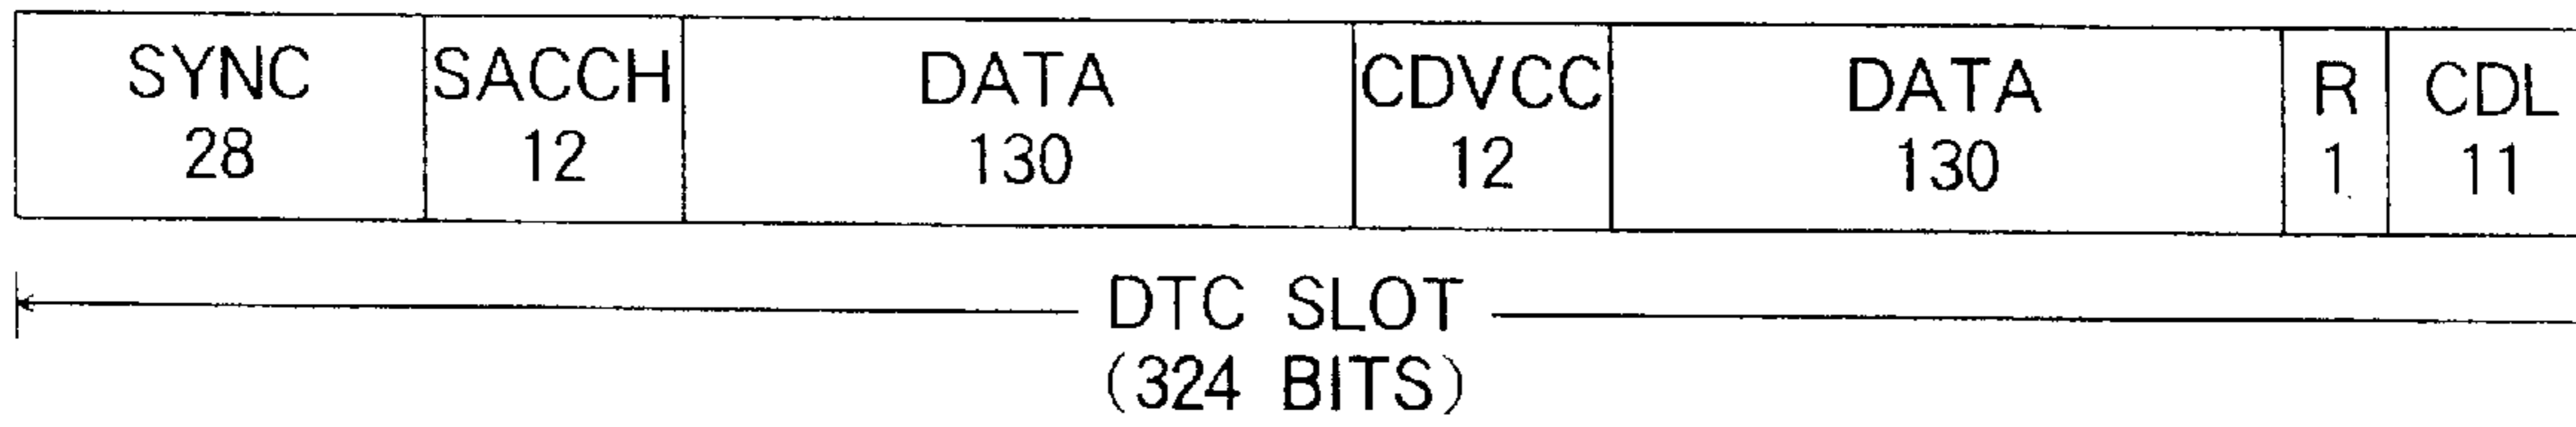 SYNC SACCH DATA CDVCC DATA R CDL
28 12 130 12 130 1 11
DTC SLOT
(324 BITS)